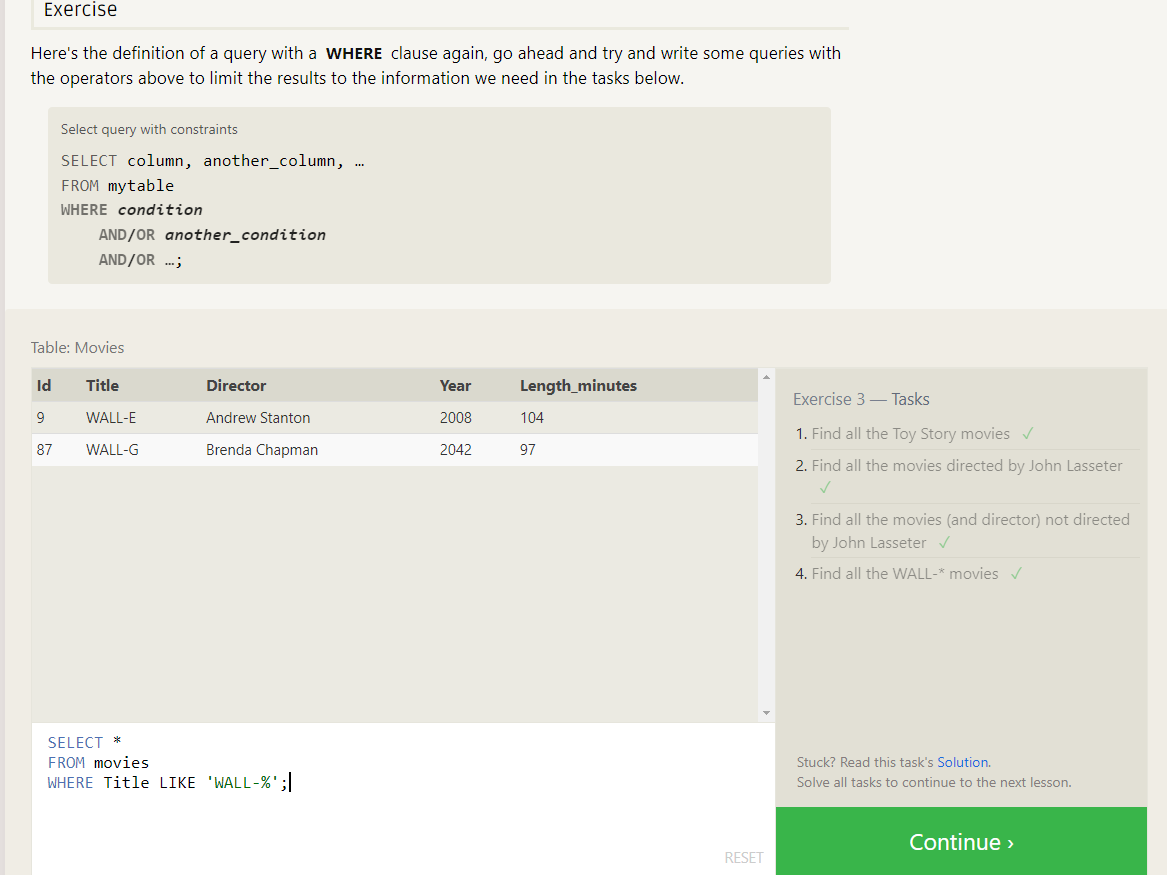 Exercise
Here's the definition of a query with a WHERE clause again, go ahead and try and write some queries with
the operators above to limit the results to the information we need in the tasks below.
Select query with constraints
SELECT column, another_column, …
FROM mytable
WHERE condition
AND/OR another_condition
AND/OR …;
Table: Movies
Id Title Director Year Length_minutes
9 WALL-E Andrew Stanton 2008 104
87 WALL-G Brenda Chapman 2042 97
SELECT *
FROM movies
WHERE Title LIKE 'WALL-%';
RESET
Exercise 3 — Tasks
1. Find all the Toy Story movies ✓
2. Find all the movies directed by John Lasseter
✓
3. Find all the movies (and director) not directed
by John Lasseter ✓
4. Find all the WALL-* movies ✓
Stuck? Read this task's Solution.
Solve all tasks to continue to the next lesson.
Continue ›